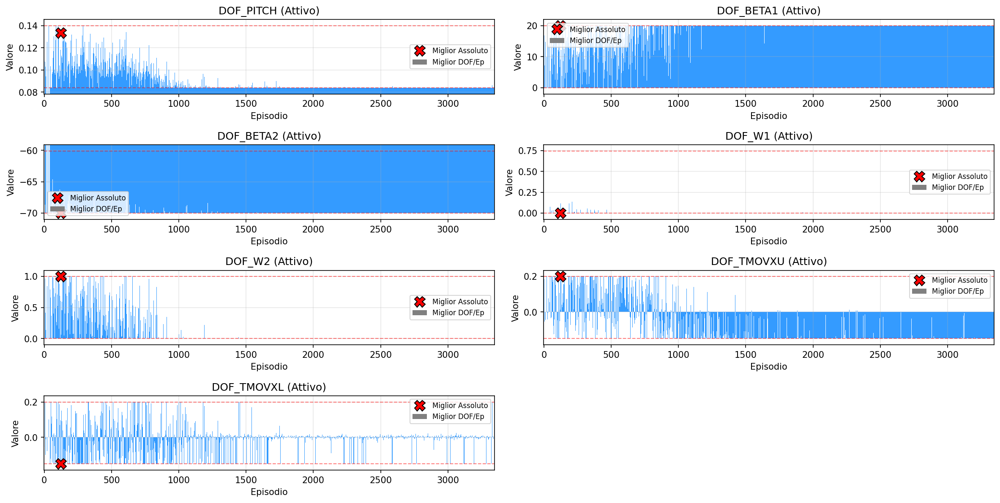 DOF_PITCH (Attivo)
Valore
0.14
0.12
0.10
0.08
Miglior Assoluto
Miglior DOF/Ep
0 500 1000 1500 2000 2500 3000
Episodio
DOF_BETA1 (Attivo)
Valore
20
10
0
Miglior Assoluto
Miglior DOF/Ep
0 500 1000 1500 2000 2500 3000
Episodio
DOF_BETA2 (Attivo)
Valore
−60
−65
−70
Miglior Assoluto
Miglior DOF/Ep
0 500 1000 1500 2000 2500 3000
Episodio
DOF_W1 (Attivo)
Valore
0.75
0.50
0.25
0.00
Miglior Assoluto
Miglior DOF/Ep
0 500 1000 1500 2000 2500 3000
Episodio
DOF_W2 (Attivo)
Valore
1.0
0.5
0.0
Miglior Assoluto
Miglior DOF/Ep
0 500 1000 1500 2000 2500 3000
Episodio
DOF_TMOVXU (Attivo)
Valore
0.2
0.0
Miglior Assoluto
Miglior DOF/Ep
0 500 1000 1500 2000 2500 3000
Episodio
DOF_TMOVXL (Attivo)
Valore
0.2
0.0
Miglior Assoluto
Miglior DOF/Ep
0 500 1000 1500 2000 2500 3000
Episodio